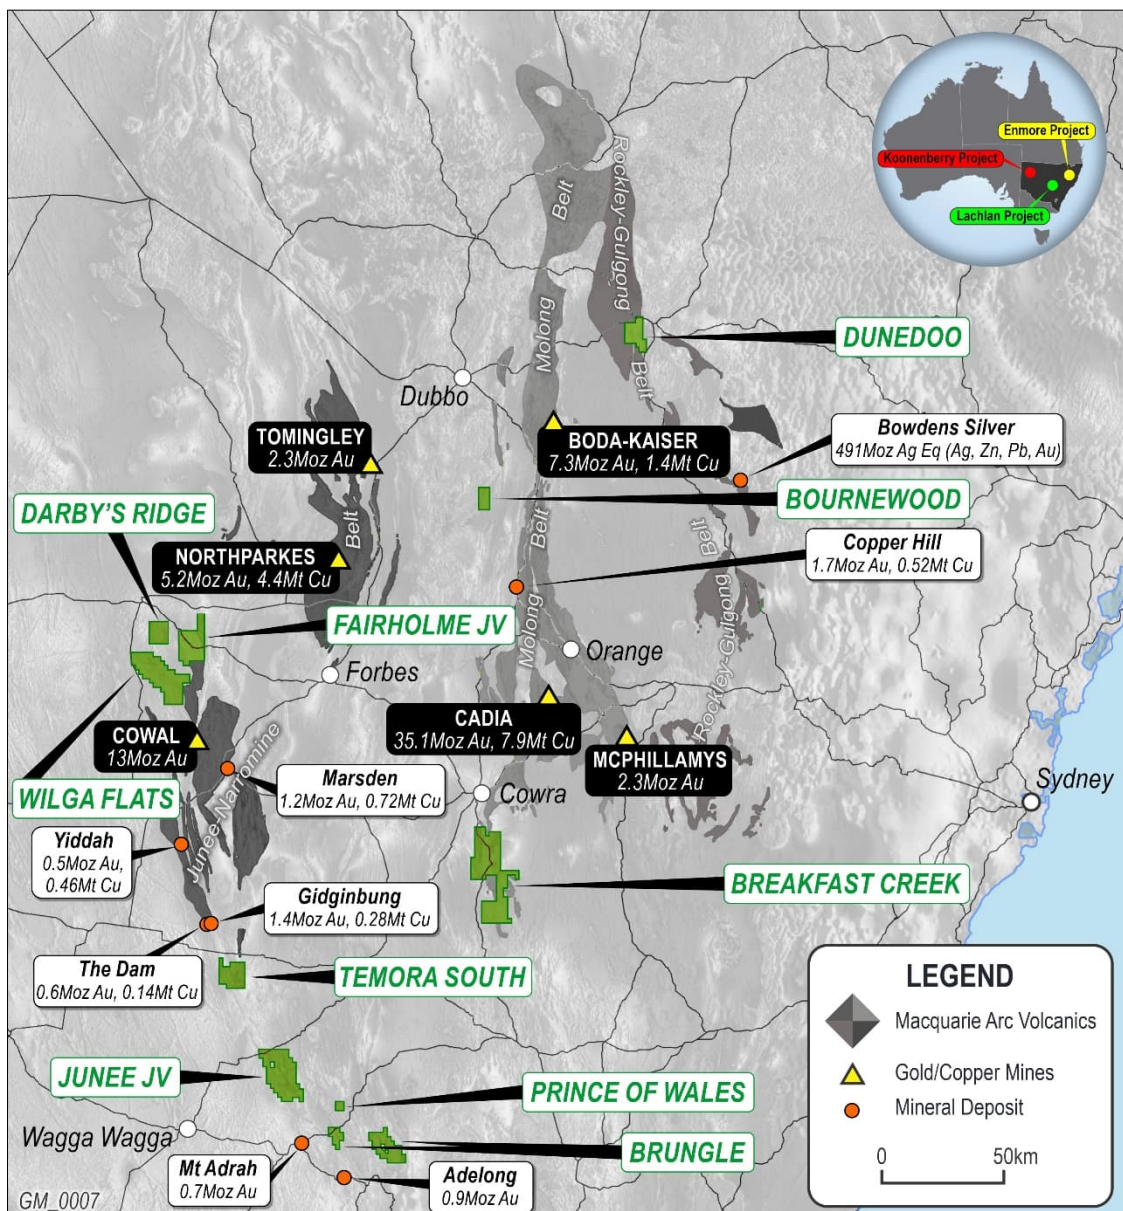 Enmore Project
Koonenberry Project
Lachlan Project
Belt
Rockley-Gulgong
Molong
DUNEDOO
Belt
Dubbo
TOMINGLEY
2.3Moz Au
BODA-KAISER
7.3Moz Au, 1.4Mt Cu
Bowdens Silver
491Moz Ag Eq (Ag, Zn, Pb, Au)
DARBY'S RIDGE
BOURNEWOOD
Belt
Belt
Belt
NORTHPARKES
5.2Moz Au, 4.4Mt Cu
Copper Hill
1.7Moz Au, 0.52Mt Cu
FAIRHOLME JV
Molong
Orange
Rockley-Gulgong
Forbes
COWAL
13Moz Au
CADIA
35.1Moz Au, 7.9Mt Cu
MCPHILLAMYS
2.3Moz Au
WILGA FLATS
Marsden
1.2Moz Au, 0.72Mt Cu
Cowra
Sydney
Junee-Narromine
Yiddah
0.5Moz Au,
0.46Mt Cu
Gidginbung
1.4Moz Au, 0.28Mt Cu
BREAKFAST CREEK
The Dam
0.6Moz Au, 0.14Mt Cu
TEMORA SOUTH
JUNEE JV
PRINCE OF WALES
Wagga Wagga
BRUNGLE
Mt Adrah
0.7Moz Au
Adelong
0.9Moz Au
LEGEND
Macquarie Arc Volcanics
Gold/Copper Mines
Mineral Deposit
0 50km
GM_0007